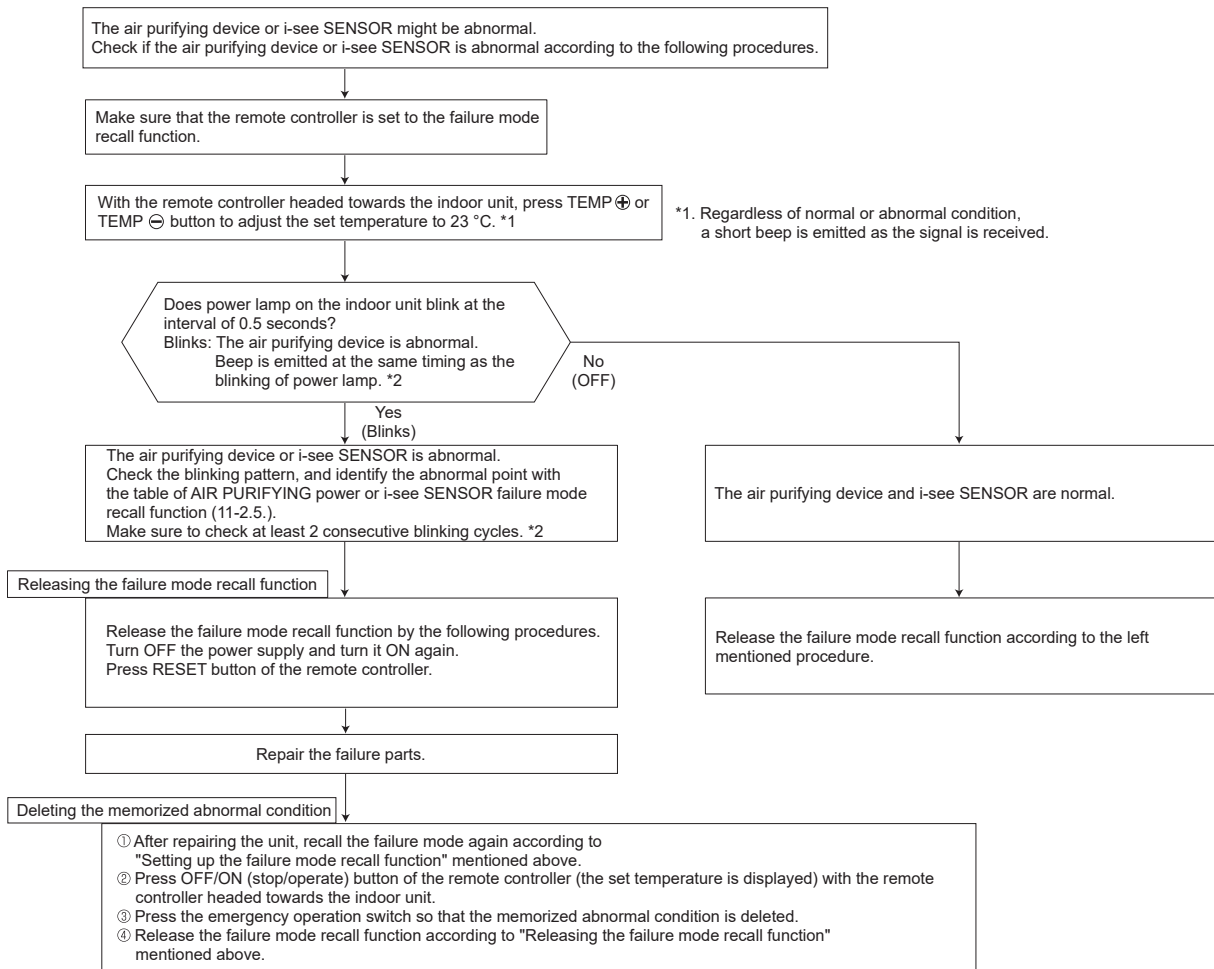 The air purifying device or i-see SENSOR might be abnormal.
Check if the air purifying device or i-see SENSOR is abnormal according to the following procedures.
Make sure that the remote controller is set to the failure mode
recall function.
With the remote controller headed towards the indoor unit, press TEMP ⊕ or
TEMP ⊖ button to adjust the set temperature to 23 °C. *1
*1. Regardless of normal or abnormal condition,
a short beep is emitted as the signal is received.
Does power lamp on the indoor unit blink at the
interval of 0.5 seconds?
Blinks: The air purifying device is abnormal.
Beep is emitted at the same timing as the
blinking of power lamp. *2
No
(OFF)
Yes
(Blinks)
The air purifying device or i-see SENSOR is abnormal.
Check the blinking pattern, and identify the abnormal point with
the table of AIR PURIFYING power or i-see SENSOR failure mode
recall function (11-2.5.).
Make sure to check at least 2 consecutive blinking cycles. *2
The air purifying device and i-see SENSOR are normal.
Releasing the failure mode recall function
Release the failure mode recall function by the following procedures.
Turn OFF the power supply and turn it ON again.
Press RESET button of the remote controller.
Release the failure mode recall function according to the left
mentioned procedure.
Repair the failure parts.
Deleting the memorized abnormal condition
① After repairing the unit, recall the failure mode again according to
"Setting up the failure mode recall function" mentioned above.
② Press OFF/ON (stop/operate) button of the remote controller (the set temperature is displayed) with the remote
controller headed towards the indoor unit.
③ Press the emergency operation switch so that the memorized abnormal condition is deleted.
④ Release the failure mode recall function according to "Releasing the failure mode recall function"
mentioned above.